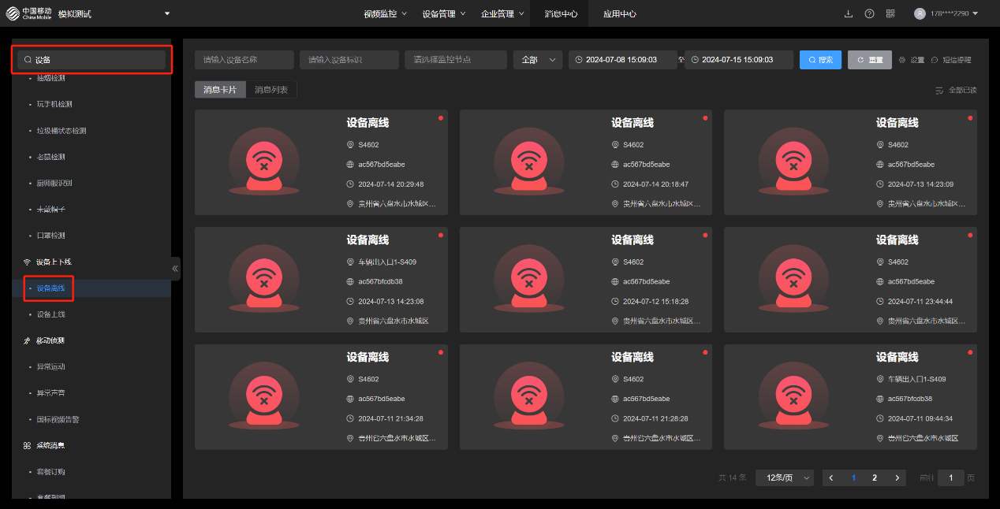 中国移动 China Mobile 模拟测试 视频监控 设备管理 企业管理 消息中心 应用中心 178****2290
设备
抽烟检测
玩手机检测
垃圾桶状态检测
老鼠检测
厨师服识别
未戴帽子
口罩检测
设备上下线
设备离线
设备上线
移动侦测
异常运动
异常声音
国标视频告警
系统消息
套餐订购
套餐到期
请输入设备名称 请输入设备标识 请选择监控节点 全部 2024-07-08 15:09:03 至 2024-07-15 15:09:03 搜索 重置 设置 短信提醒
消息卡片 消息列表 全部已读
设备离线
S4602
ac567bd5eabe
2024-07-14 20:29:48
贵州省六盘水市水城区...
设备离线
S4602
ac567bd5eabe
2024-07-14 20:18:47
贵州省六盘水市水城区...
设备离线
S4602
ac567bd5eabe
2024-07-13 14:23:09
贵州省六盘水市水城区...
设备离线
车辆出入口1-S409
ac567bfcdb38
2024-07-13 14:23:08
贵州省六盘水市水城区
设备离线
S4602
ac567bd5eabe
2024-07-12 15:18:28
贵州省六盘水市水城区...
设备离线
S4602
ac567bd5eabe
2024-07-11 23:44:44
贵州省六盘水市水城区...
设备离线
S4602
ac567bd5eabe
2024-07-11 21:34:28
贵州省六盘水市水城区...
设备离线
S4602
ac567bd5eabe
2024-07-11 21:28:28
贵州省六盘水市水城区...
设备离线
车辆出入口1-S409
ac567bfcdb38
2024-07-11 09:44:34
贵州省六盘水市水城区
共 14 条 12条/页 1 2 前往 1 页